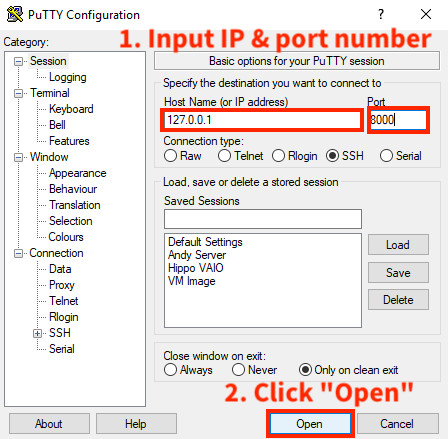 PuTTY Configuration
?
1. Input IP & port number
Category:
Session
Logging
Terminal
Keyboard
Bell
Features
Window
Appearance
Behaviour
Translation
Selection
Colours
Connection
Data
Proxy
Telnet
Rlogin
SSH
Serial
Basic options for your PuTTY session
Specify the destination you want to connect to
Host Name (or IP address) Port
127.0.0.1 8000
Connection type:
Raw Telnet Rlogin SSH Serial
Load, save or delete a stored session
Saved Sessions
Default Settings
Andy Server
Hippo VAIO
VM Image
Load
Save
Delete
Close window on exit:
Always Never Only on clean exit
2. Click "Open"
About Help Open Cancel